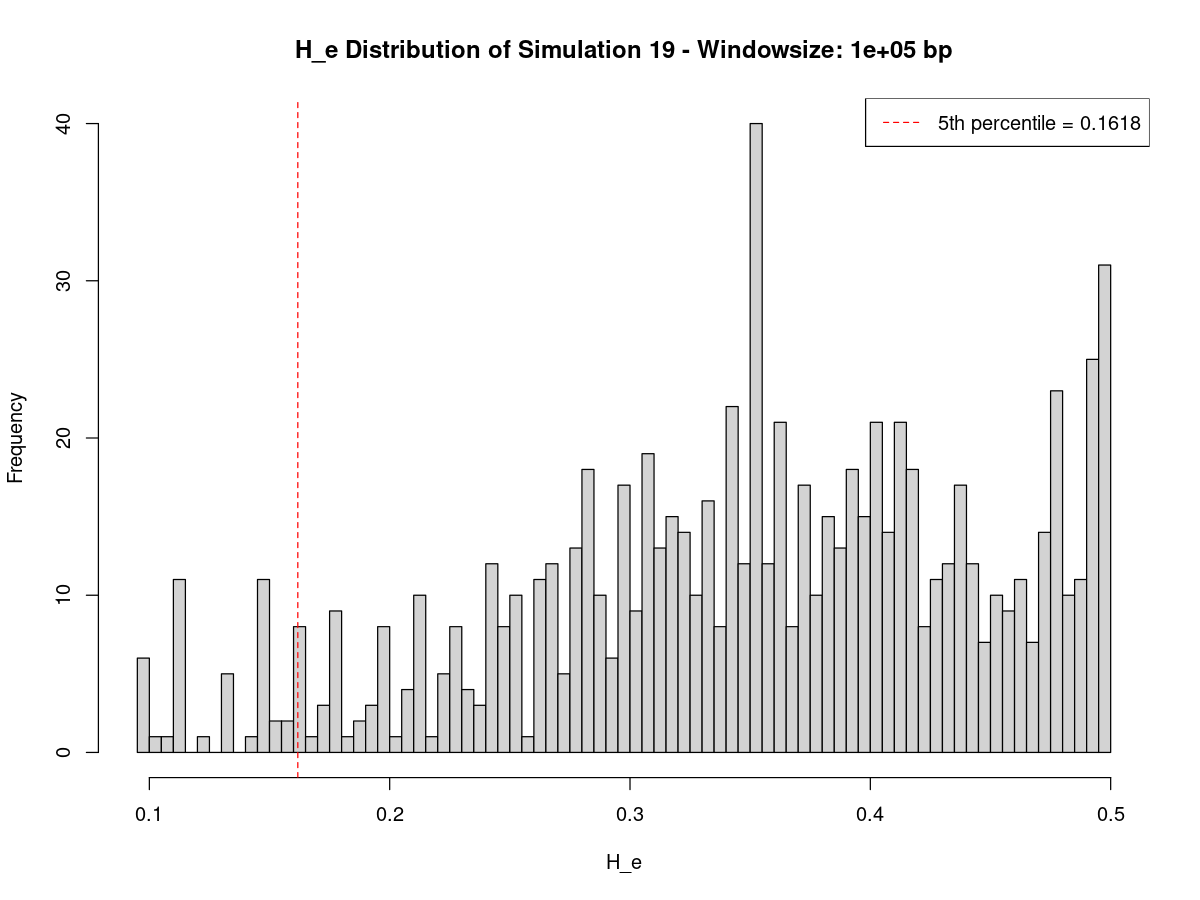 H_e Distribution of Simulation 19 - Windowsize: 1e+05 bp
5th percentile = 0.1618
Frequency
40
30
20
10
0
0.1 0.2 0.3 0.4 0.5
H_e